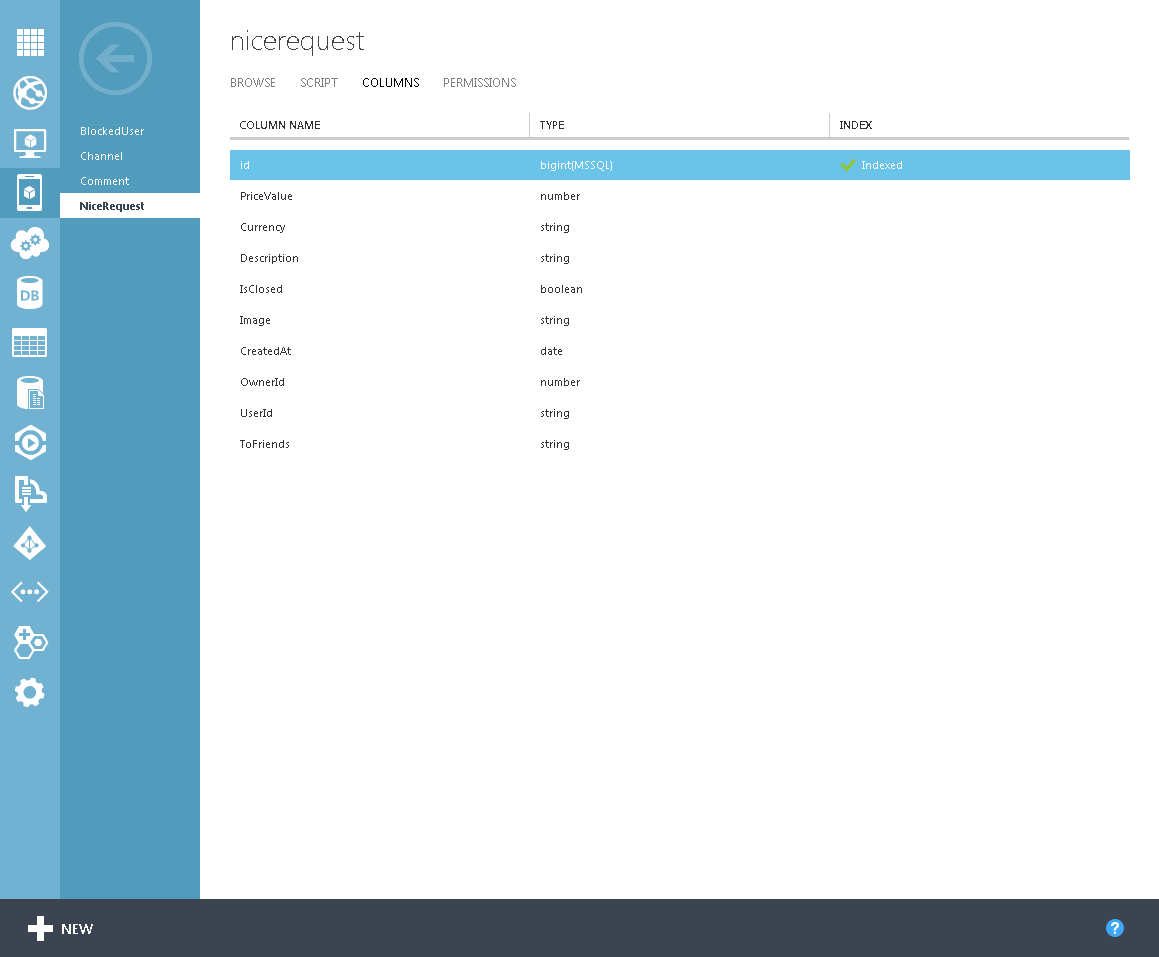 nicerequest
BROWSE SCRIPT COLUMNS PERMISSIONS
BlockedUser
Channel
Comment
NiceRequest
COLUMN NAME TYPE INDEX
id bigint(MSSQL) Indexed
PriceValue number
Currency string
Description string
IsClosed boolean
Image string
CreatedAt date
OwnerId number
UserId string
ToFriends string
DB
NEW ?